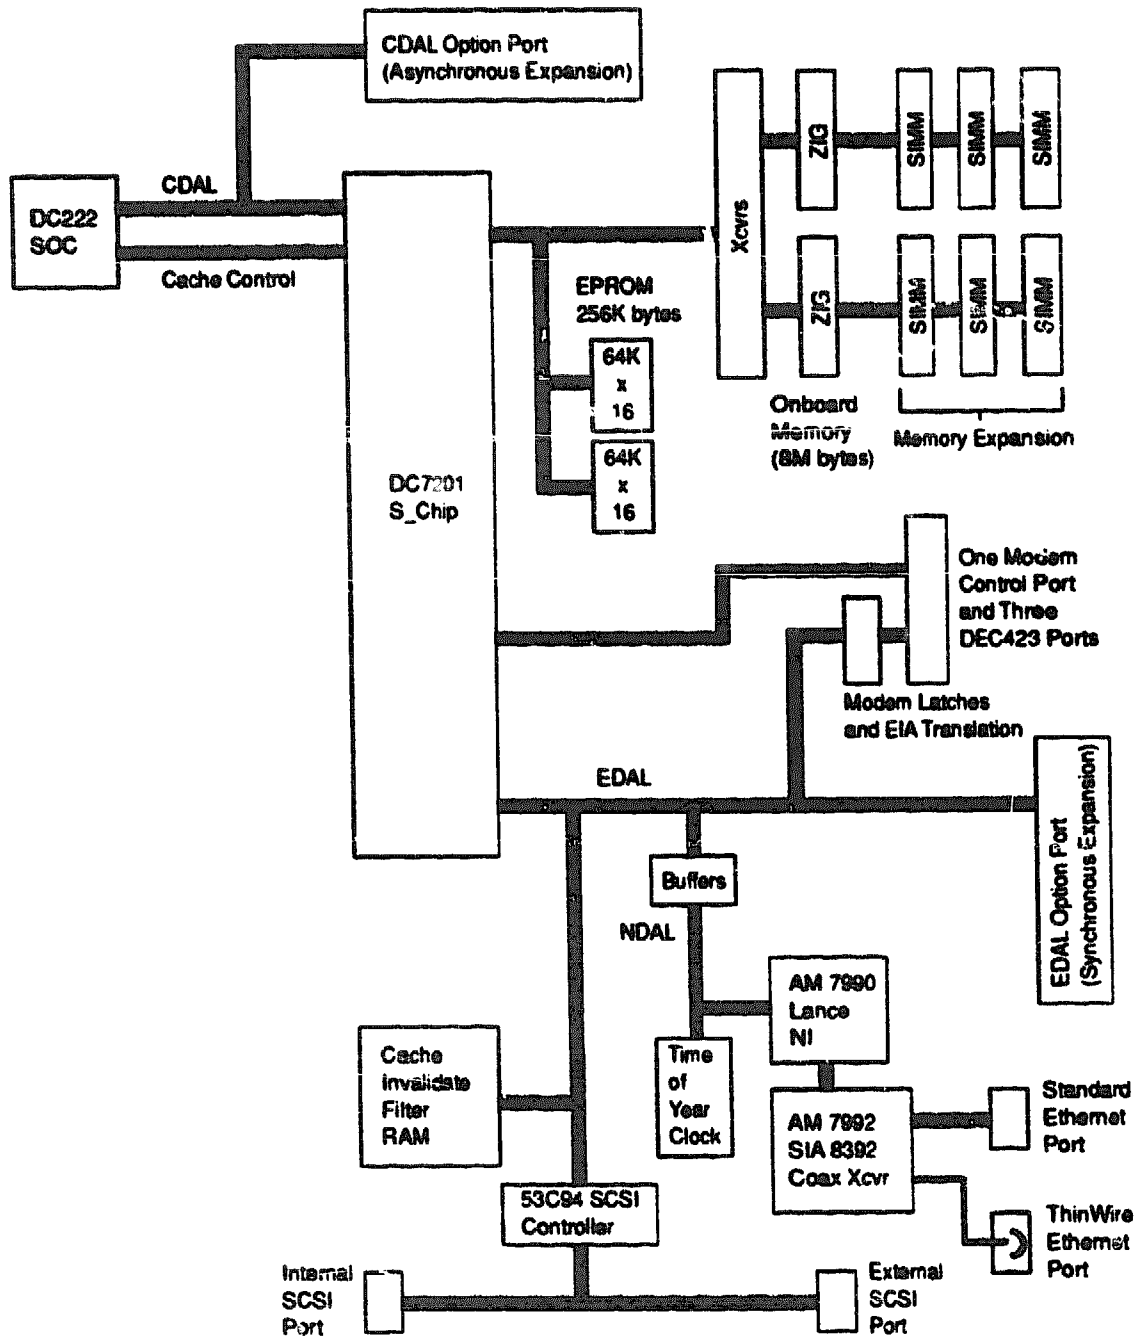 CDAL Option Port
(Asynchronous Expansion)
CDAL
DC222
SOC
Cache Control
Xcvrs
ZIG
SIMM
SIMM
SIMM
ZIG
SIMM
SIMM
SIMM
EPROM
256K bytes
64K
x
16
64K
x
16
Onboard
Memory
(8M bytes)
Memory Expansion
DC7201
S_Chip
One Modem
Control Port
and Three
DEC423 Ports
Modem Latches
and EIA Translation
EDAL
EDAL Option Port
(Synchronous Expansion)
Buffers
NDAL
AM 7990
Lance
NI
Time
of
Year
Clock
Cache
Invalidate
Filter
RAM
AM 7992
SIA 8392
Coax Xcvr
Standard
Ethernet
Port
53C94 SCSI
Controller
ThinWire
Ethernet
Port
Internal
SCSI
Port
External
SCSI
Port